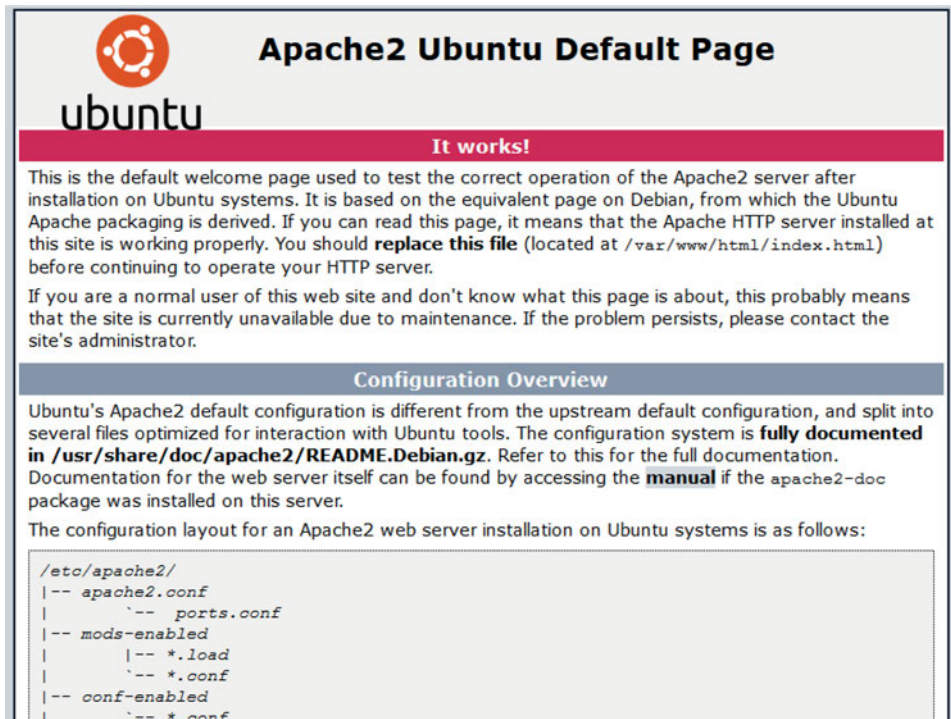 Apache2 Ubuntu Default Page
ubuntu
It works!
This is the default welcome page used to test the correct operation of the Apache2 server after
installation on Ubuntu systems. It is based on the equivalent page on Debian, from which the Ubuntu
Apache packaging is derived. If you can read this page, it means that the Apache HTTP server installed at
this site is working properly. You should replace this file (located at /var/www/html/index.html)
before continuing to operate your HTTP server.
If you are a normal user of this web site and don't know what this page is about, this probably means
that the site is currently unavailable due to maintenance. If the problem persists, please contact the
site's administrator.
Configuration Overview
Ubuntu's Apache2 default configuration is different from the upstream default configuration, and split into
several files optimized for interaction with Ubuntu tools. The configuration system is fully documented
in /usr/share/doc/apache2/README.Debian.gz. Refer to this for the full documentation.
Documentation for the web server itself can be found by accessing the manual if the apache2-doc
package was installed on this server.
The configuration layout for an Apache2 web server installation on Ubuntu systems is as follows:
/etc/apache2/
|-- apache2.conf
|       `--  ports.conf
|-- mods-enabled
|       |-- *.load
|       `-- *.conf
|-- conf-enabled
|       `-- *.conf